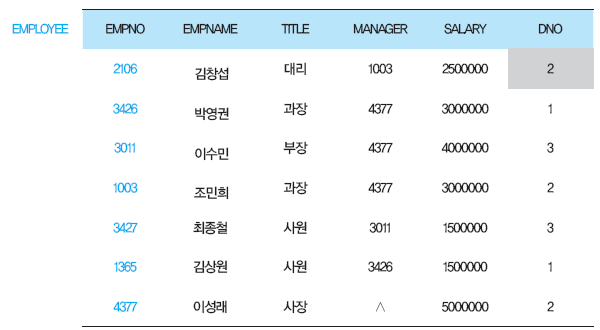 EMPLOYEE EMPNO EMPNAME TITLE MANAGER SALARY DNO
2106 김창섭 대리 1003 2500000 2
3426 박영권 과장 4377 3000000 1
3011 이수민 부장 4377 4000000 3
1003 조민희 과장 4377 3000000 2
3427 최종철 사원 3011 1500000 3
1365 김상원 사원 3426 1500000 1
4377 이성래 사장 ∧ 5000000 2